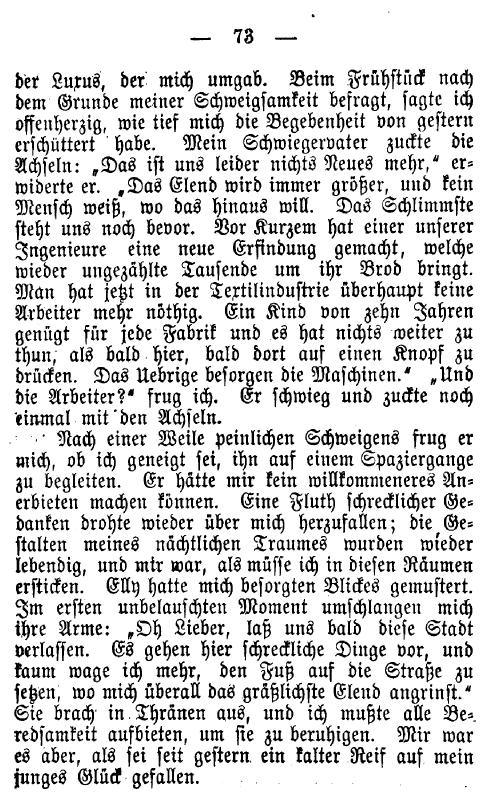 — 73 —
der Luxus, der mich umgab. Beim Frühstück nach
dem Grunde meiner Schweigsamkeit befragt, sagte ich
offenherzig, wie tief mich die Begebenheit von gestern
erschüttert habe. Mein Schwiegervater zuckte die
Achseln: „Das ist uns leider nichts Neues mehr,“ er-
widerte er. „Das Elend wird immer größer, und kein
Mensch weiß, wo das hinaus will. Das Schlimmste
steht uns noch bevor. Vor Kurzem hat einer unserer
Ingenieure eine neue Erfindung gemacht, welche
wieder ungezählte Tausende um ihr Brod bringt.
Man hat jetzt in der Textilindustrie überhaupt keine
Arbeiter mehr nöthig. Ein Kind von zehn Jahren
genügt für jede Fabrik und es hat nichts weiter zu
thun, als bald hier, bald dort auf einen Knopf zu
drücken. Das Uebrige besorgen die Maschinen.“ „Und
die Arbeiter?“ frug ich. Er schwieg und zuckte noch
einmal mit den Achseln.
Nach einer Weile peinlichen Schweigens frug er
mich, ob ich geneigt sei, ihn auf einem Spaziergange
zu begleiten. Er hätte mir kein willkommeneres An-
erbieten machen können. Eine Fluth schrecklicher Ge-
danken drohte wieder über mich herzufallen; die Ge-
stalten meines nächtlichen Traumes wurden wieder
lebendig, und mir war, als müsse ich in diesen Räumen
ersticken. Elly hatte mich besorgten Blickes gemustert.
Im ersten unbelauschten Moment umschlangen mich
ihre Arme: „Oh Lieber, laß uns bald diese Stadt
verlassen. Es gehen hier schreckliche Dinge vor, und
kaum wage ich mehr, den Fuß auf die Straße zu
setzen, wo mich überall das gräßlichste Elend angrinst.“
Sie brach in Thränen aus, und ich mußte alle Be-
redsamkeit aufbieten, um sie zu beruhigen. Mir war
es aber, als sei seit gestern ein kalter Reif auf mein
junges Glück gefallen.